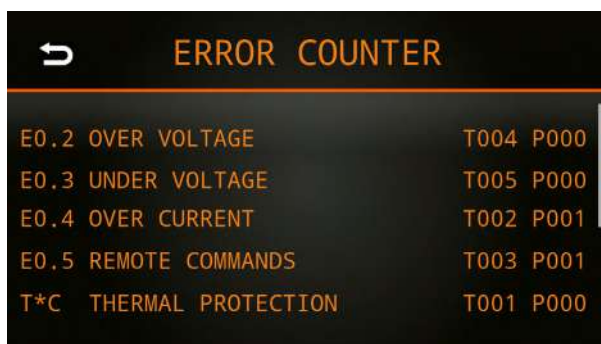 ERROR COUNTER
E0.2 OVER VOLTAGE T004 P000
E0.3 UNDER VOLTAGE T005 P000
E0.4 OVER CURRENT T002 P001
E0.5 REMOTE COMMANDS T003 P001
T*C THERMAL PROTECTION T001 P000